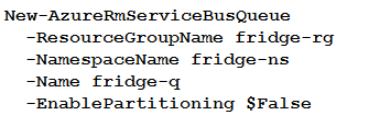 New-AzureRmServiceBusQueue
-ResourceGroupName fridge-rg
-NamespaceName fridge-ns
-Name fridge-q
-EnablePartitioning $False